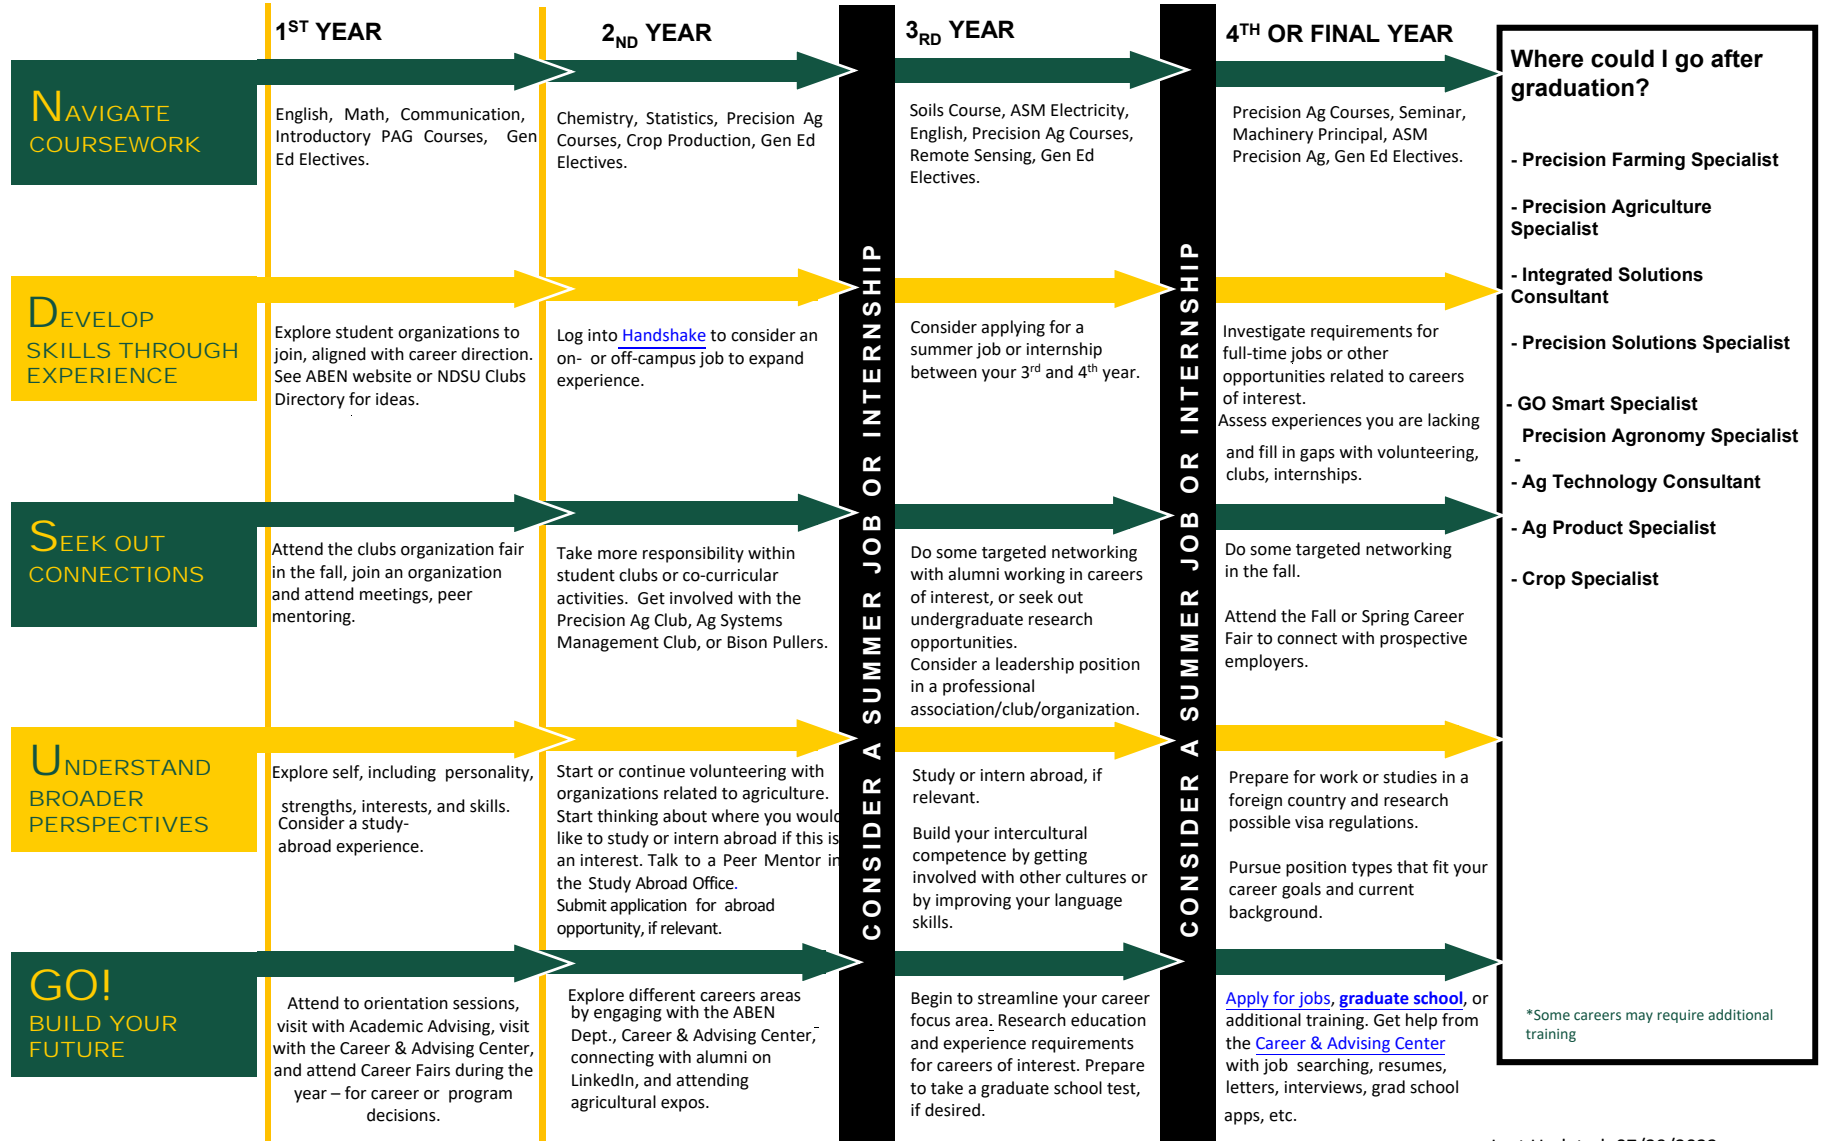 1ST YEAR
2ND YEAR
3RD YEAR
4TH OR FINAL YEAR
NAVIGATE
COURSEWORK
English, Math, Communication,
Introductory PAG Courses, Gen
Ed Electives.
Chemistry, Statistics, Precision Ag
Courses, Crop Production, Gen Ed
Electives.
Soils Course, ASM Electricity,
English, Precision Ag Courses,
Remote Sensing, Gen Ed
Electives.
Precision Ag Courses, Seminar,
Machinery Principal, ASM
Precision Ag, Gen Ed Electives.
DEVELOP
SKILLS THROUGH
EXPERIENCE
Explore student organizations to
join, aligned with career direction.
See ABEN website or NDSU Clubs
Directory for ideas.
Log into Handshake to consider an
on- or off-campus job to expand
experience.
Consider applying for a
summer job or internship
between your 3rd and 4th year.
Investigate requirements for
full-time jobs or other
opportunities related to careers
of interest.
Assess experiences you are lacking
and fill in gaps with volunteering,
clubs, internships.
SEEK OUT
CONNECTIONS
Attend the clubs organization fair
in the fall, join an organization
and attend meetings, peer
mentoring.
Take more responsibility within
student clubs or co-curricular
activities. Get involved with the
Precision Ag Club, Ag Systems
Management Club, or Bison Pullers.
Do some targeted networking
with alumni working in careers
of interest, or seek out
undergraduate research
opportunities.
Consider a leadership position
in a professional
association/club/organization.
Do some targeted networking
in the fall.
Attend the Fall or Spring Career
Fair to connect with prospective
employers.
UNDERSTAND
BROADER
PERSPECTIVES
Explore self, including personality,
strengths, interests, and skills.
Consider a study-
abroad experience.
Start or continue volunteering with
organizations related to agriculture.
Start thinking about where you would
like to study or intern abroad if this is
an interest. Talk to a Peer Mentor in
the Study Abroad Office.
Submit application for abroad
opportunity, if relevant.
Study or intern abroad, if
relevant.
Build your intercultural
competence by getting
involved with other cultures or
by improving your language
skills.
Prepare for work or studies in a
foreign country and research
possible visa regulations.
Pursue position types that fit your
career goals and current
background.
GO!
BUILD YOUR
FUTURE
Attend to orientation sessions,
visit with Academic Advising, visit
with the Career & Advising Center,
and attend Career Fairs during the
year – for career or program
decisions.
Explore different careers areas
by engaging with the ABEN
Dept., Career & Advising Center,
connecting with alumni on
LinkedIn, and attending
agricultural expos.
Begin to streamline your career
focus area. Research education
and experience requirements
for careers of interest. Prepare
to take a graduate school test,
if desired.
Apply for jobs, graduate school, or
additional training. Get help from
the Career & Advising Center
with job searching, resumes,
letters, interviews, grad school
apps, etc.
CONSIDER A SUMMER JOB OR INTERNSHIP
CONSIDER A SUMMER JOB OR INTERNSHIP
Where could I go after
graduation?
- Precision Farming Specialist
- Precision Agriculture
Specialist
- Integrated Solutions
Consultant
- Precision Solutions Specialist
- GO Smart Specialist
Precision Agronomy Specialist
-
- Ag Technology Consultant
- Ag Product Specialist
- Crop Specialist
*Some careers may require additional
training